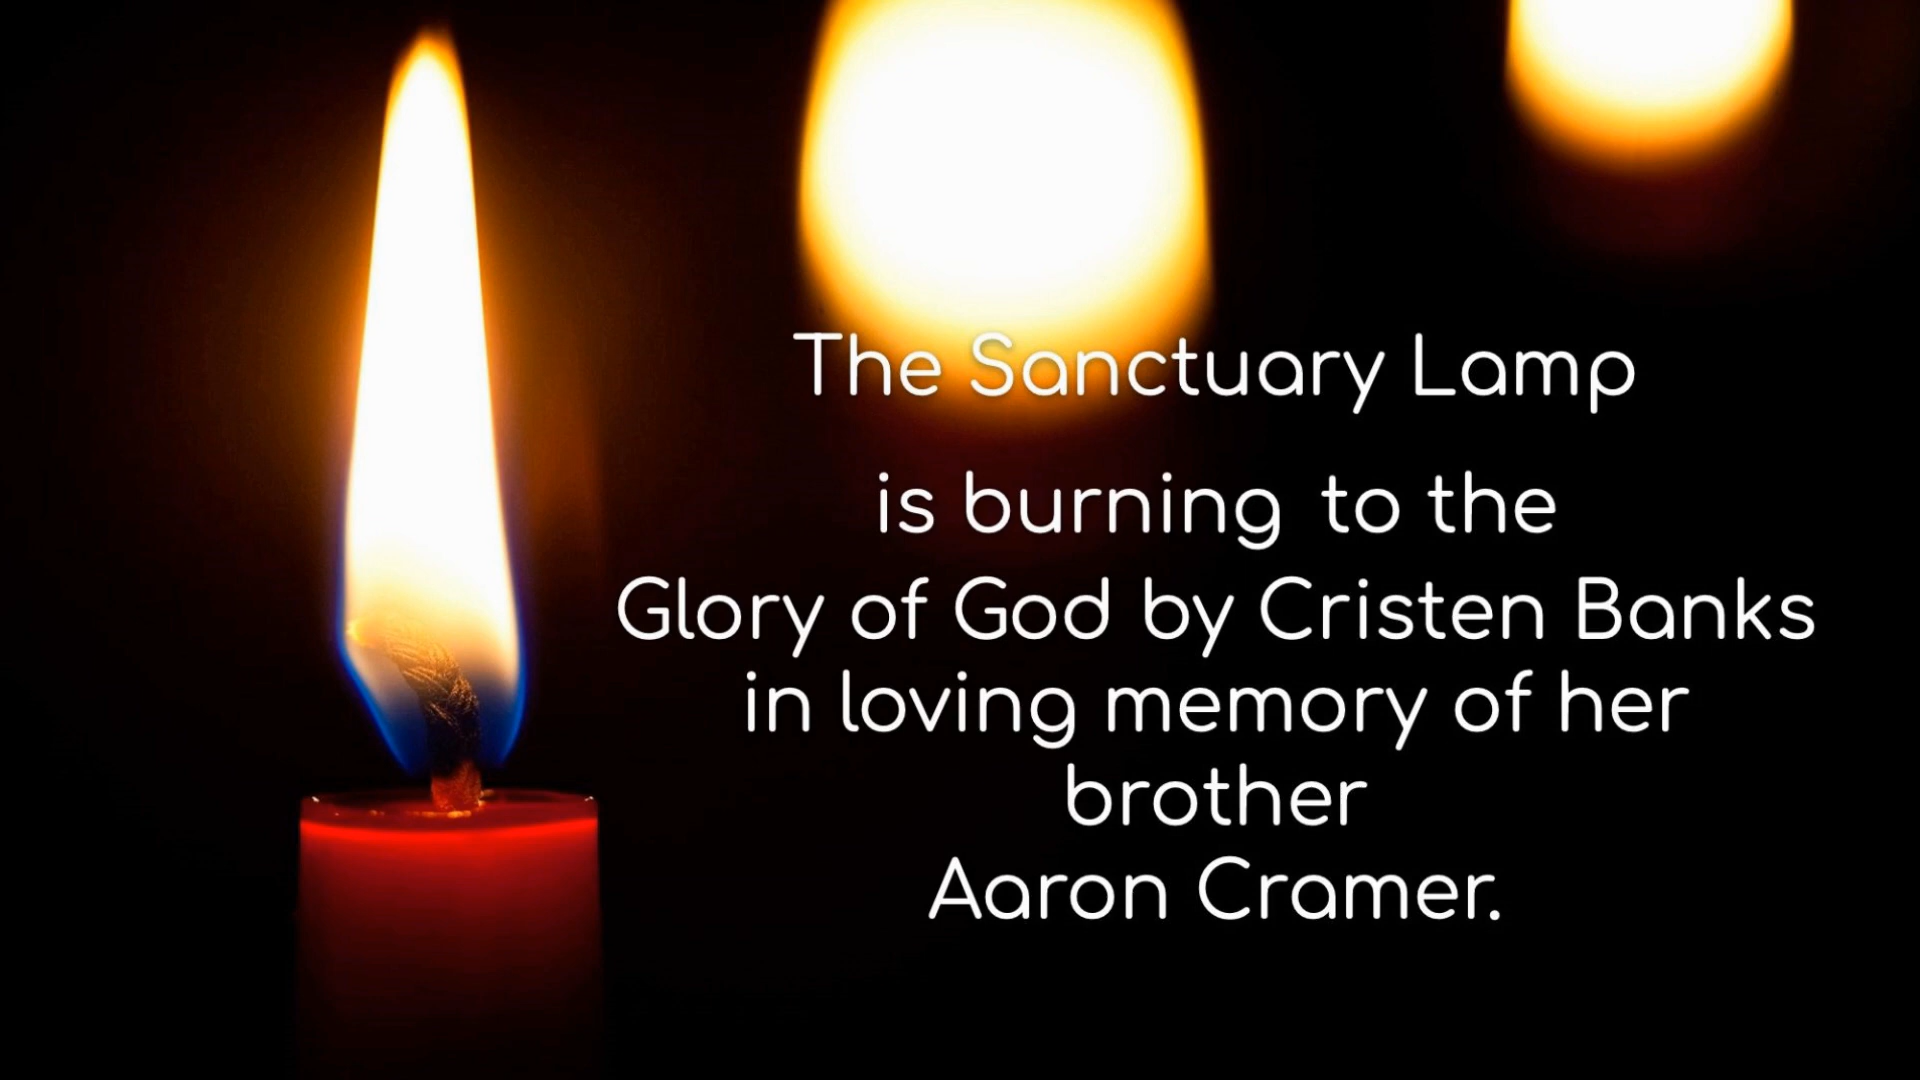 The Sanctuary Lamp
is burning to the
Glory of God by Cristen Banks
in loving memory of her
brother
Aaron Cramer.